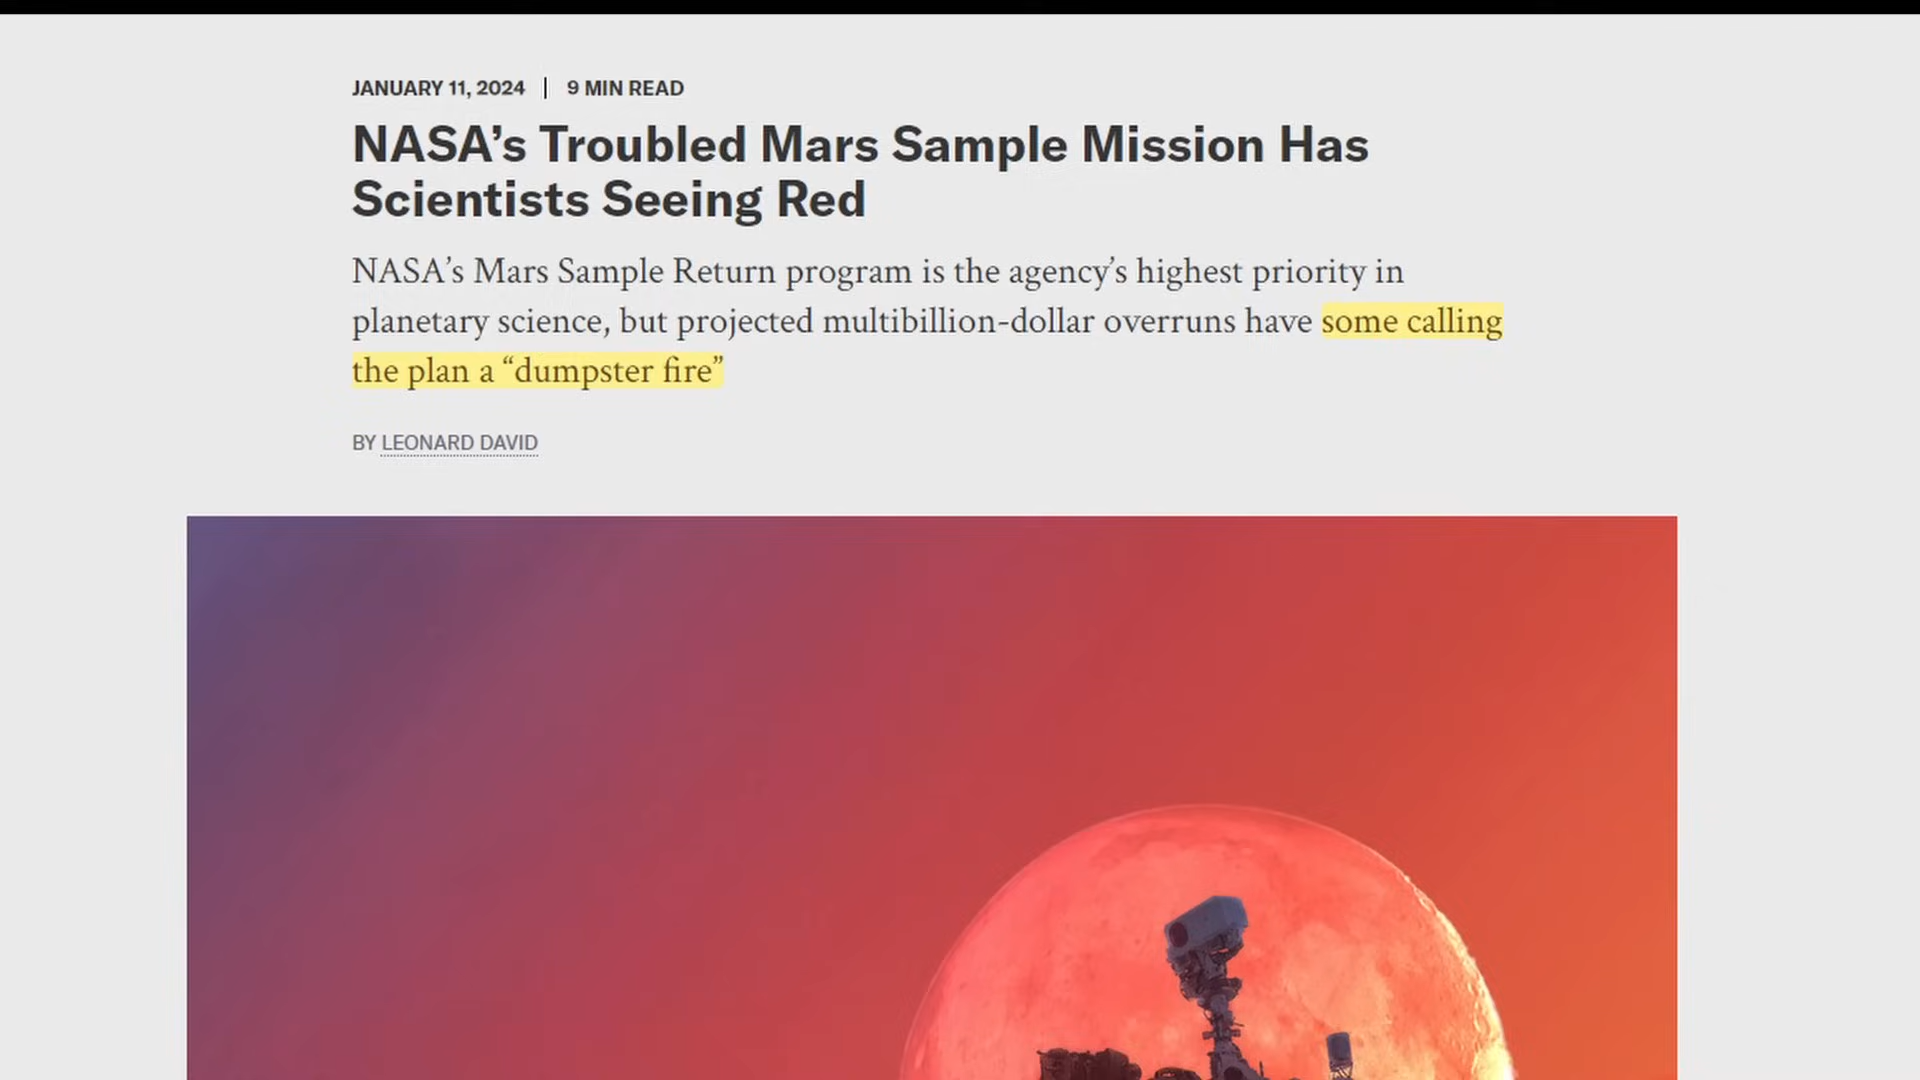 JANUARY 11, 2024 | 9 MIN READ
NASA’s Troubled Mars Sample Mission Has
Scientists Seeing Red
NASA’s Mars Sample Return program is the agency’s highest priority in
planetary science, but projected multibillion-dollar overruns have some calling
the plan a “dumpster fire”
BY LEONARD DAVID